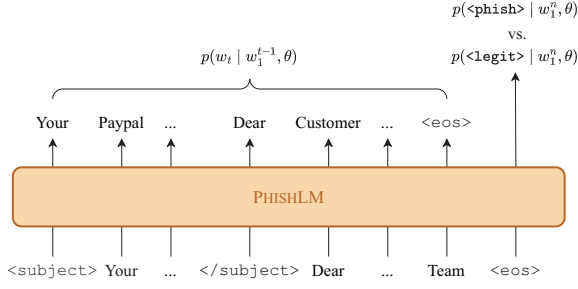 p(<phish> | w_1^n, θ)
vs.
p(<legit> | w_1^n, θ)
p(w_t | w_1^{t-1}, θ)
Your Paypal ... Dear Customer ... <eos>
PHISHLM
<subject> Your ... </subject> Dear ... Team <eos>